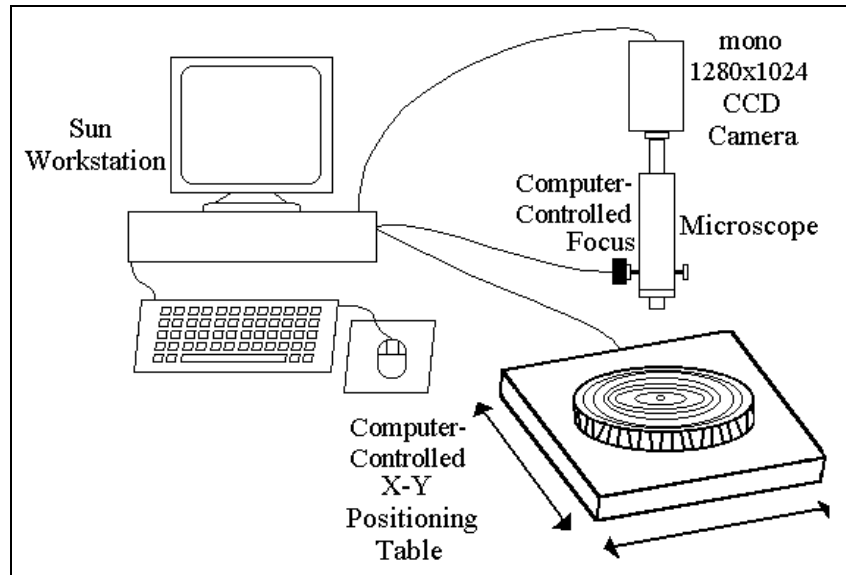 Sun
Workstation
mono
1280x1024
CCD
Camera
Computer-
Controlled
Focus
Microscope
Computer-
Controlled
X-Y
Positioning
Table